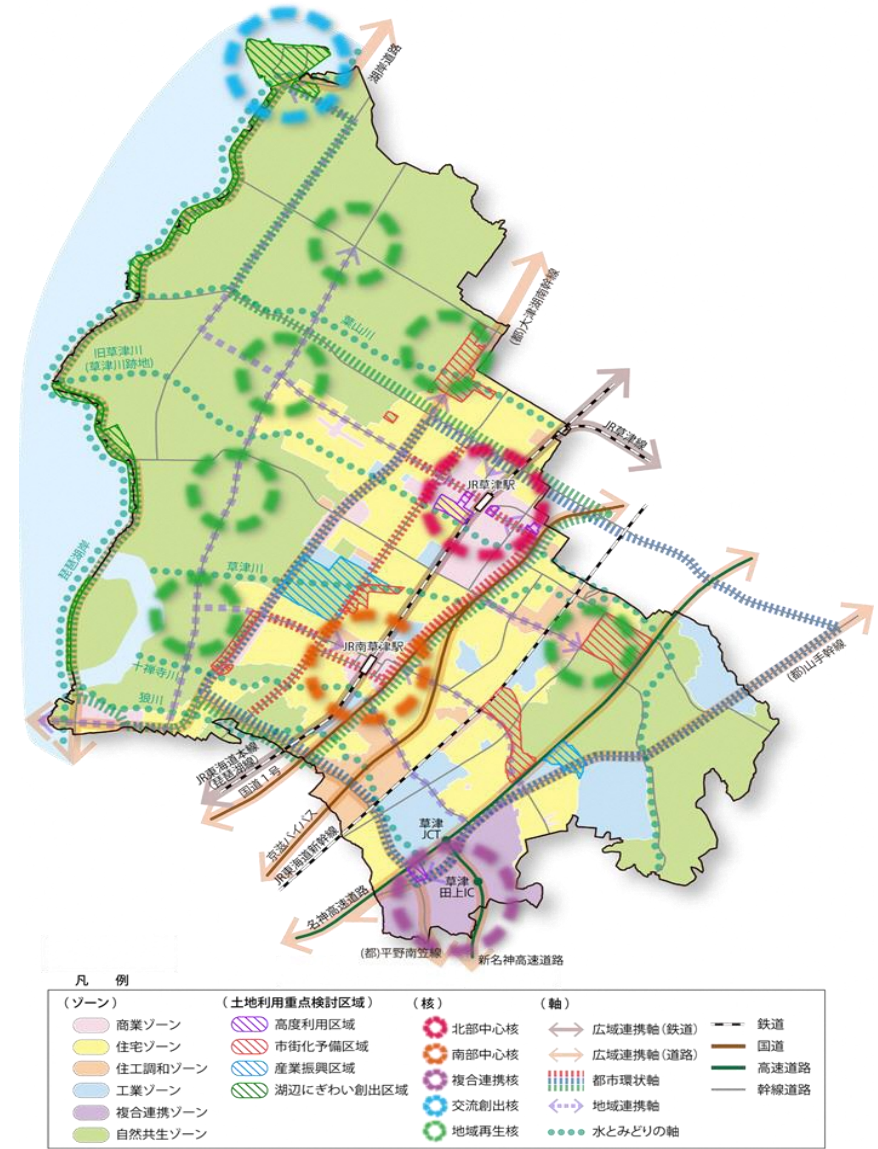 湖岸道路
(都)大津湖南幹線
葉山川
旧草津川
(草津川跡地)
JR草津線
JR草津駅
琵琶湖岸
草津川
JR南草津駅
十禅寺川
狼川
(都)山手幹線
JR東海道本線
(琵琶湖線)
国道1号
京滋バイパス
JR東海道新幹線
草津
JCT
草津
田上IC
名神高速道路
(都)平野南笠線
新名神高速道路
凡 例
(ゾーン)
商業ゾーン
住宅ゾーン
住工調和ゾーン
工業ゾーン
複合連携ゾーン
自然共生ゾーン
(土地利用重点検討区域)
高度利用区域
市街化予備区域
産業振興区域
湖辺にぎわい創出区域
(核)
北部中心核
南部中心核
複合連携核
交流創出核
地域再生核
(軸)
広域連携軸(鉄道)
広域連携軸(道路)
都市環状軸
地域連携軸
水とみどりの軸
鉄道
国道
高速道路
幹線道路